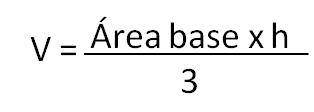 V = Área base x h
3